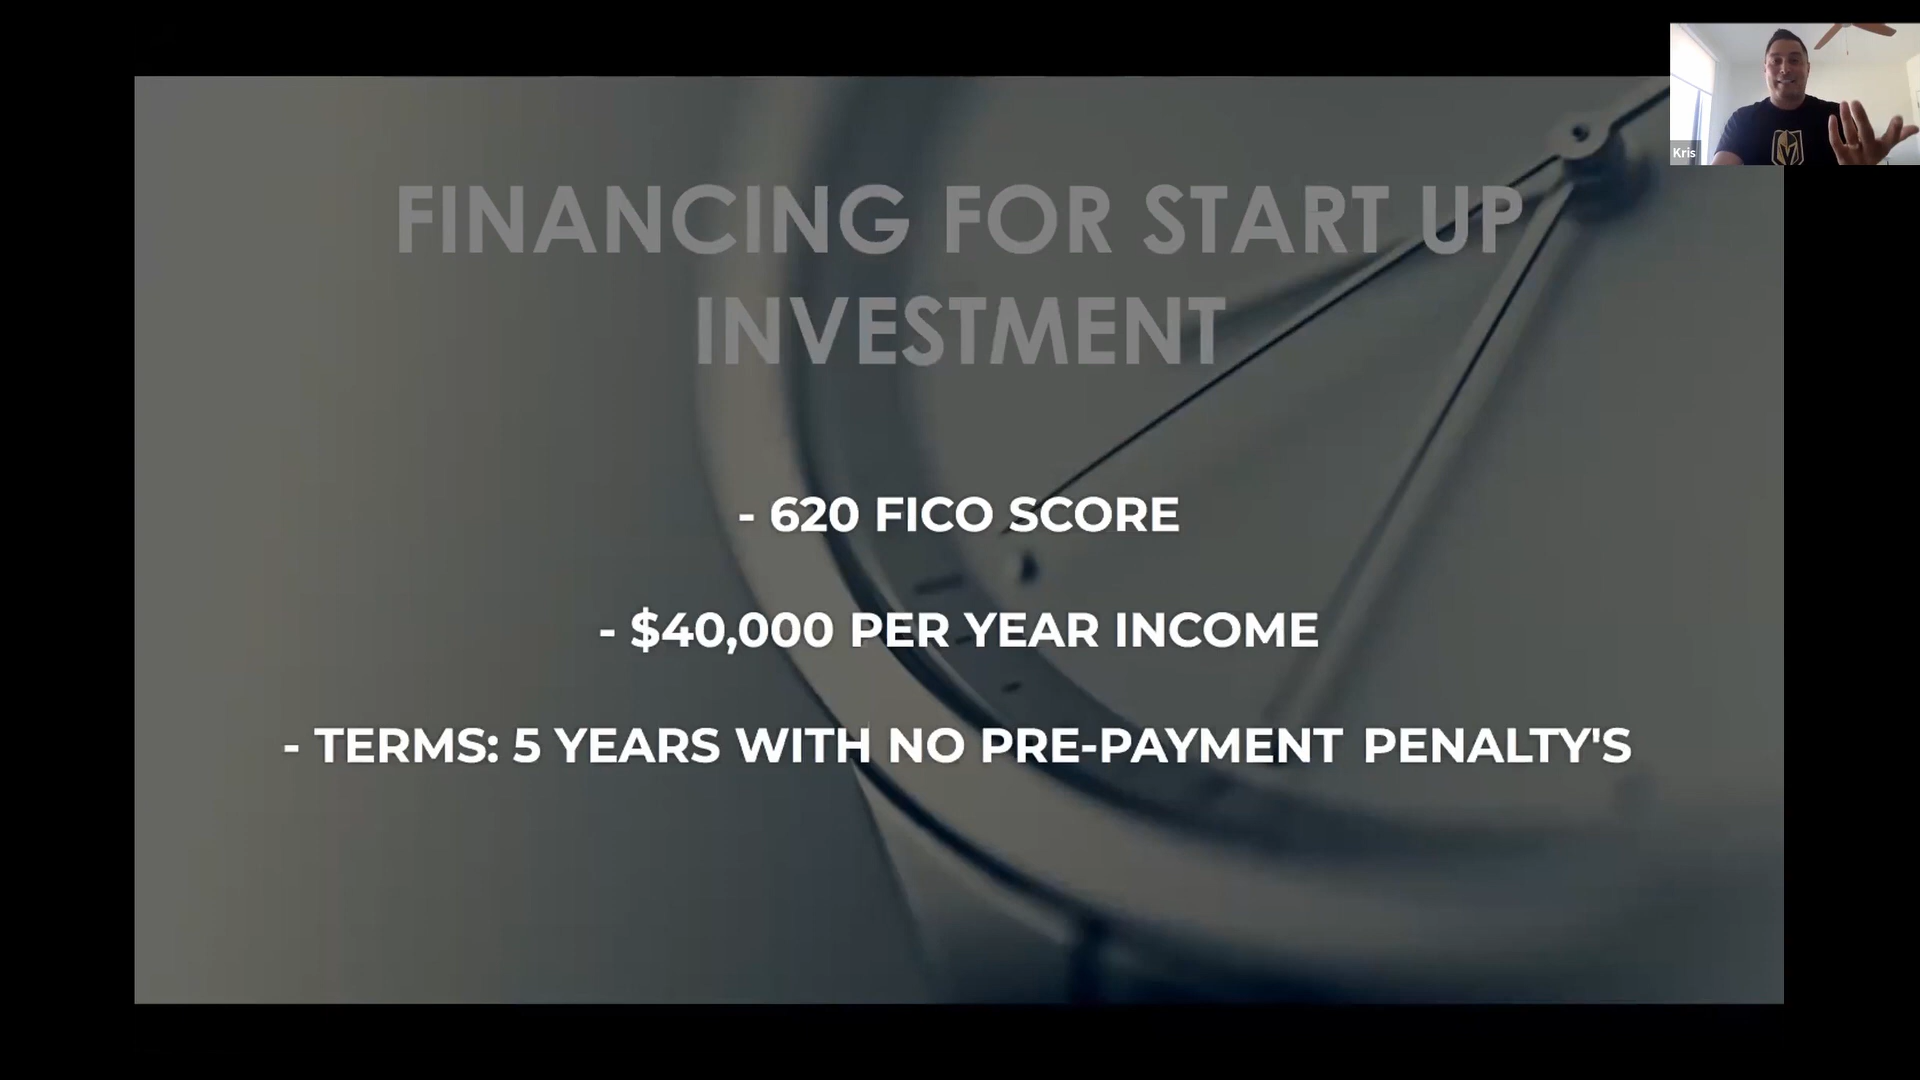 Kris
FINANCING FOR START UP
INVESTMENT
- 620 FICO SCORE
- $40,000 PER YEAR INCOME
- TERMS: 5 YEARS WITH NO PRE-PAYMENT PENALTY'S